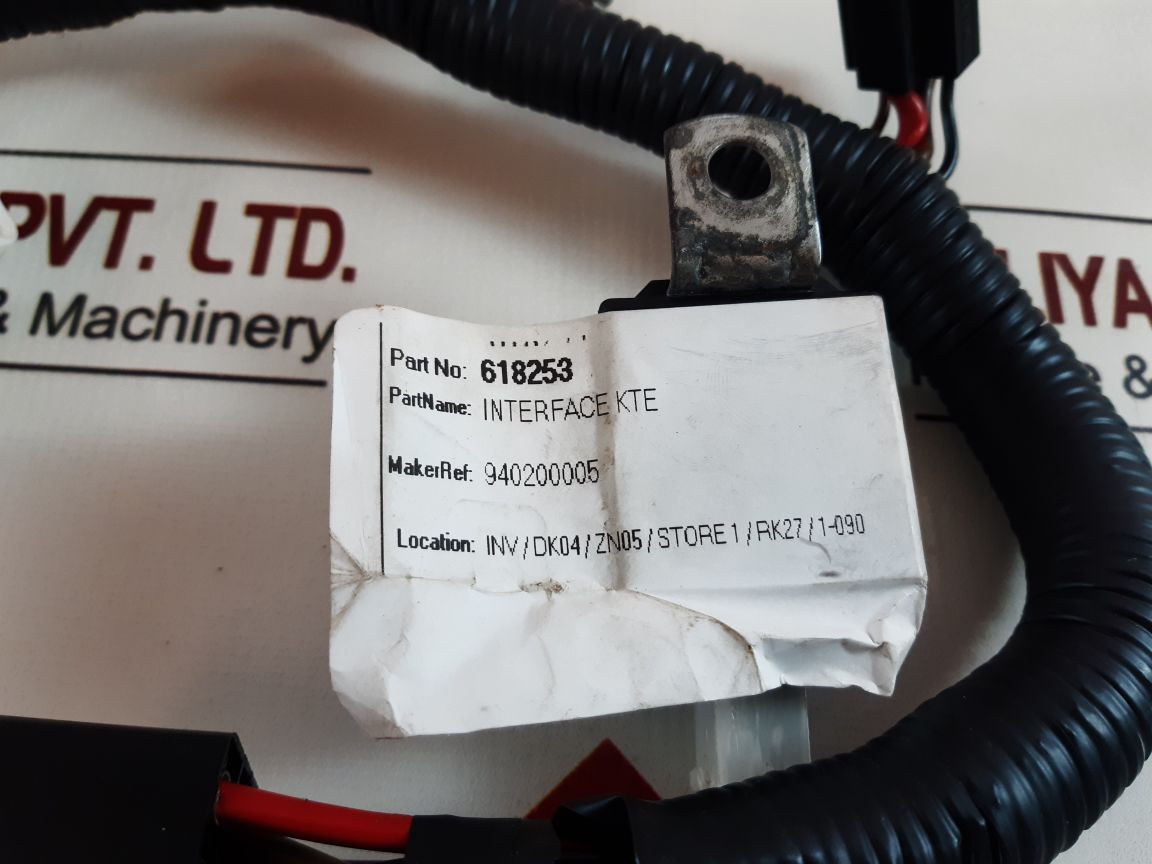 PVT. LTD.
& Machinery
LIYA
e &
Part No: 618253
PartName: INTERFACE KTE
MakerRef: 940200005
Location: INV/DK04/ZN05/STORE1/RK27/1-090